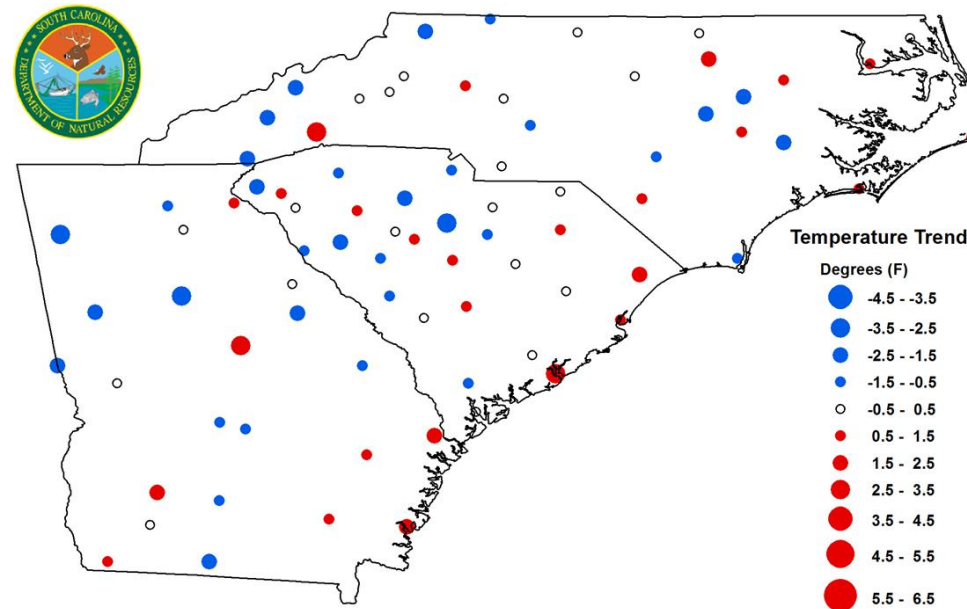 SOUTH CAROLINA
DEPARTMENT OF NATURAL RESOURCES
Temperature Trend
Degrees (F)
-4.5 - -3.5
-3.5 - -2.5
-2.5 - -1.5
-1.5 - -0.5
-0.5 - 0.5
0.5 - 1.5
1.5 - 2.5
2.5 - 3.5
3.5 - 4.5
4.5 - 5.5
5.5 - 6.5